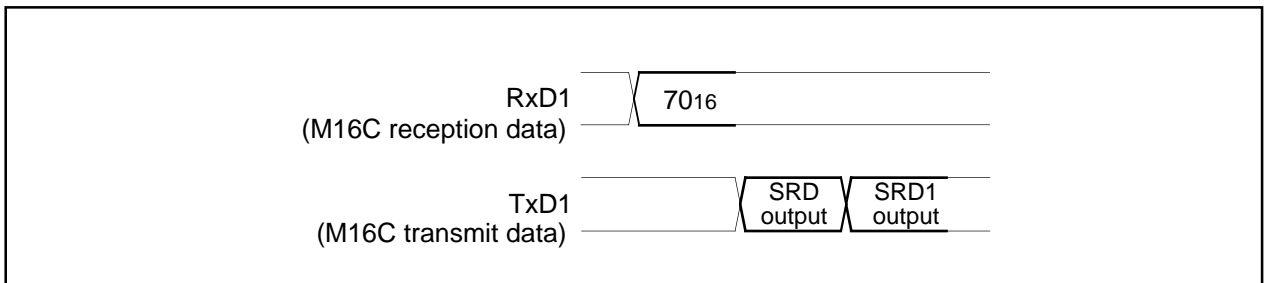 RxD1
(M16C reception data)
7016
TxD1
(M16C transmit data)
SRD
output
SRD1
output